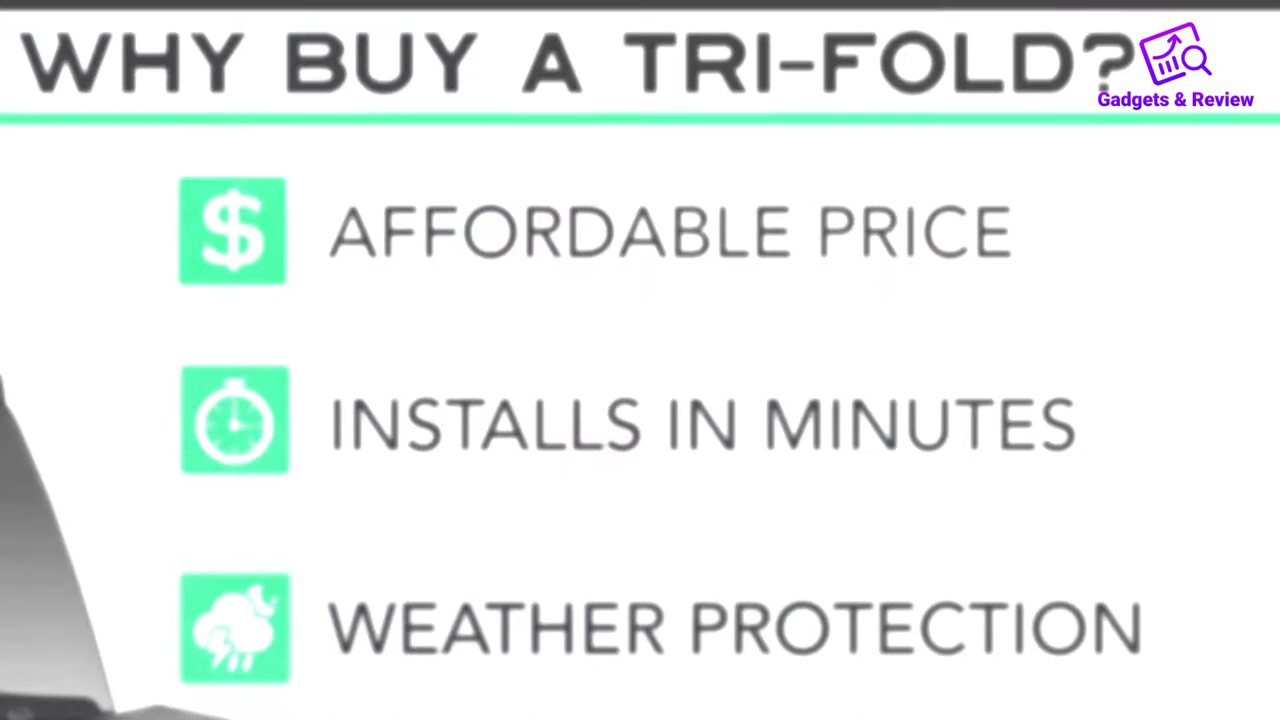 WHY BUY A TRI-FOLD?
Gadgets & Review
AFFORDABLE PRICE
INSTALLS IN MINUTES
WEATHER PROTECTION